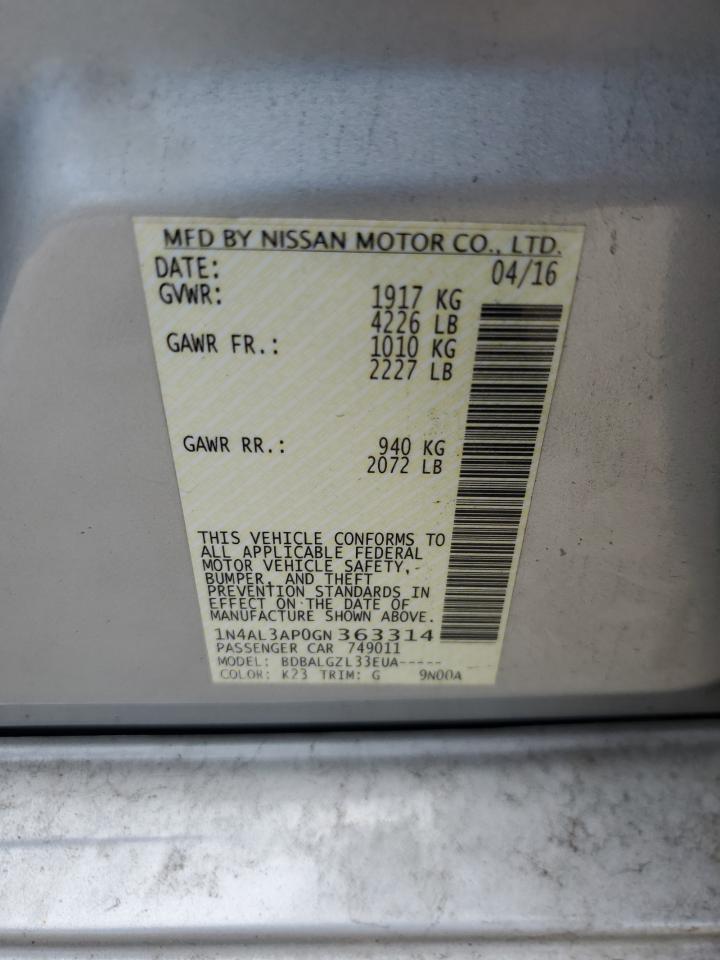 MFD BY NISSAN MOTOR CO., LTD.
DATE: 04/16
GVWR: 1917 KG
4226 LB
GAWR FR.: 1010 KG
2227 LB
GAWR RR.: 940 KG
2072 LB
THIS VEHICLE CONFORMS TO
ALL APPLICABLE FEDERAL
MOTOR VEHICLE SAFETY,
BUMPER, AND THEFT
PREVENTION STANDARDS IN
EFFECT ON THE DATE OF
MANUFACTURE SHOWN ABOVE.
1N4AL3AP0GN363314
PASSENGER CAR 749011
MODEL: BDBALGZL33EUA-----
COLOR: K23 TRIM: G 9N00A